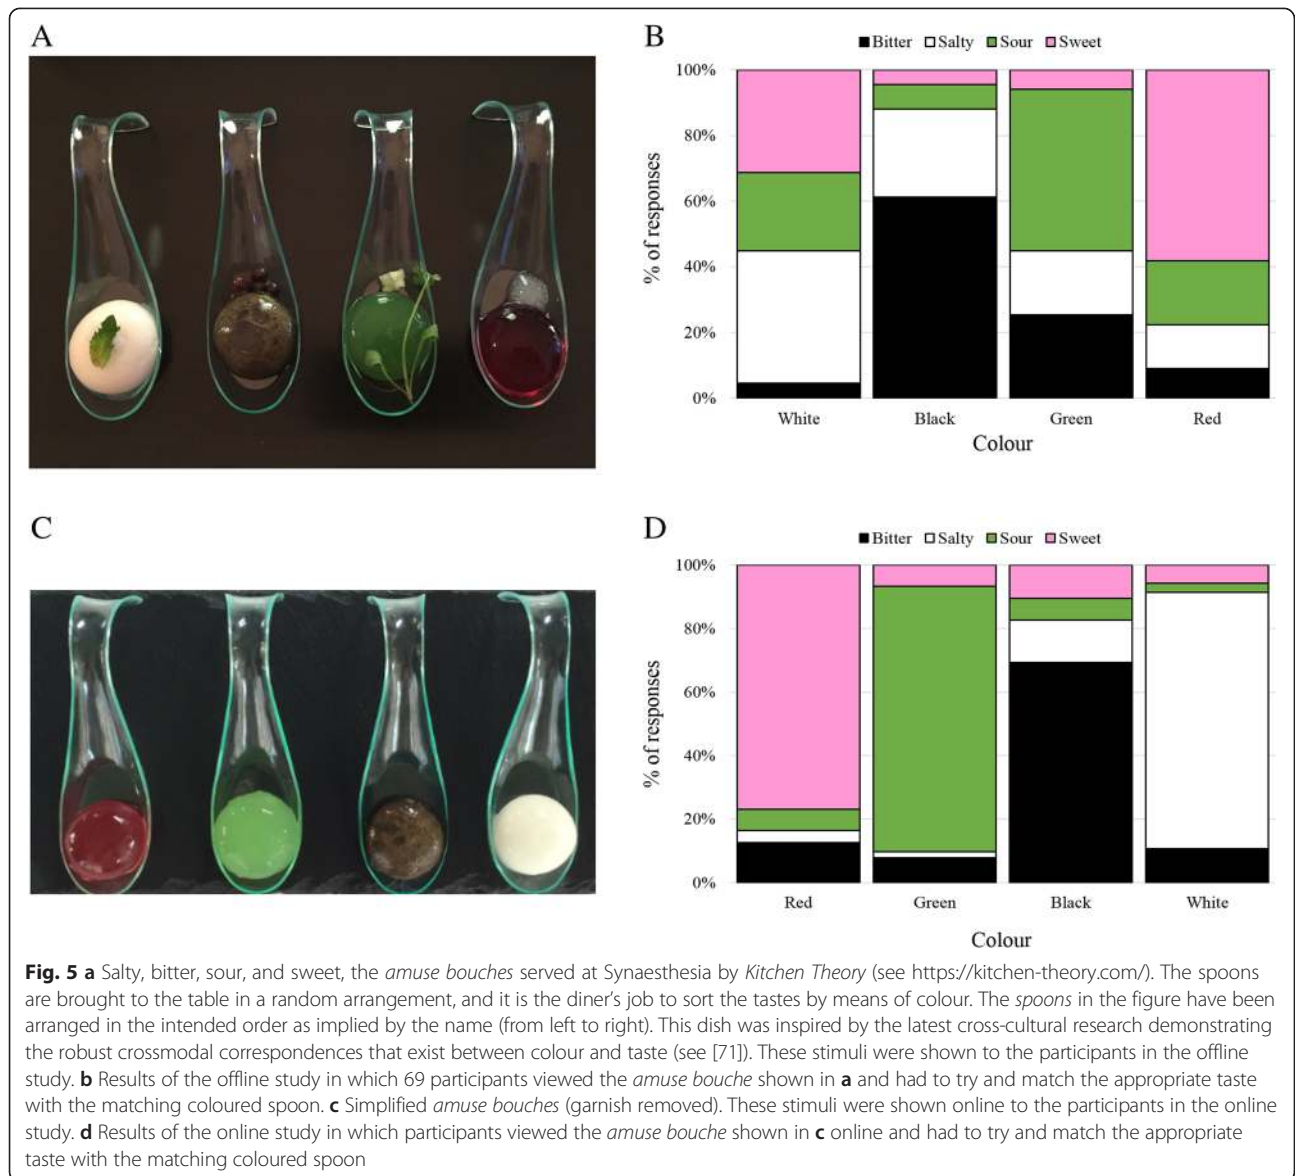 A
B
Bitter Salty Sour Sweet
100%
80%
60%
40%
20%
0%
% of responses
White Black Green Red
Colour
C
D
Bitter Salty Sour Sweet
100%
80%
60%
40%
20%
0%
% of responses
Red Green Black White
Colour
Fig. 5 a Salty, bitter, sour, and sweet, the amuse bouches served at Synaesthesia by Kitchen Theory (see https://kitchen-theory.com/). The spoons
are brought to the table in a random arrangement, and it is the diner's job to sort the tastes by means of colour. The spoons in the figure have been
arranged in the intended order as implied by the name (from left to right). This dish was inspired by the latest cross-cultural research demonstrating
the robust crossmodal correspondences that exist between colour and taste (see [71]). These stimuli were shown to the participants in the offline
study. b Results of the offline study in which 69 participants viewed the amuse bouche shown in a and had to try and match the appropriate taste
with the matching coloured spoon. c Simplified amuse bouches (garnish removed). These stimuli were shown online to the participants in the online
study. d Results of the online study in which participants viewed the amuse bouche shown in c online and had to try and match the appropriate
taste with the matching coloured spoon